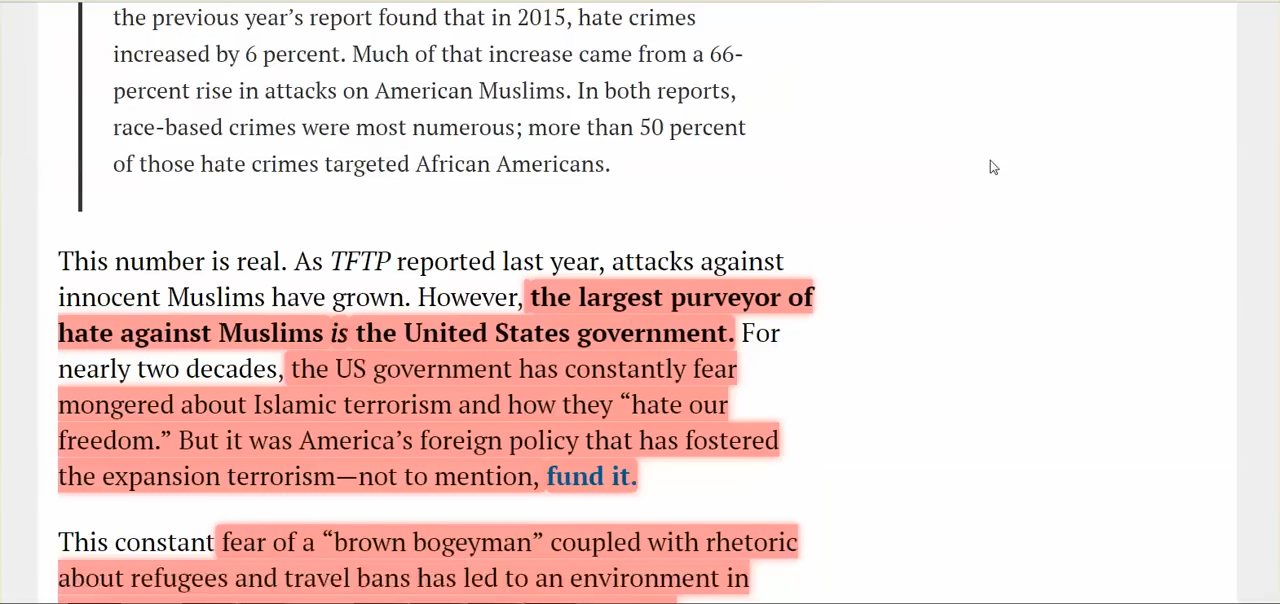 the previous year’s report found that in 2015, hate crimes
increased by 6 percent. Much of that increase came from a 66-
percent rise in attacks on American Muslims. In both reports,
race-based crimes were most numerous; more than 50 percent
of those hate crimes targeted African Americans.
This number is real. As TFTP reported last year, attacks against
innocent Muslims have grown. However, the largest purveyor of
hate against Muslims is the United States government. For
nearly two decades, the US government has constantly fear
mongered about Islamic terrorism and how they “hate our
freedom.” But it was America’s foreign policy that has fostered
the expansion terrorism—not to mention, fund it.
This constant fear of a “brown bogeyman” coupled with rhetoric
about refugees and travel bans has led to an environment in